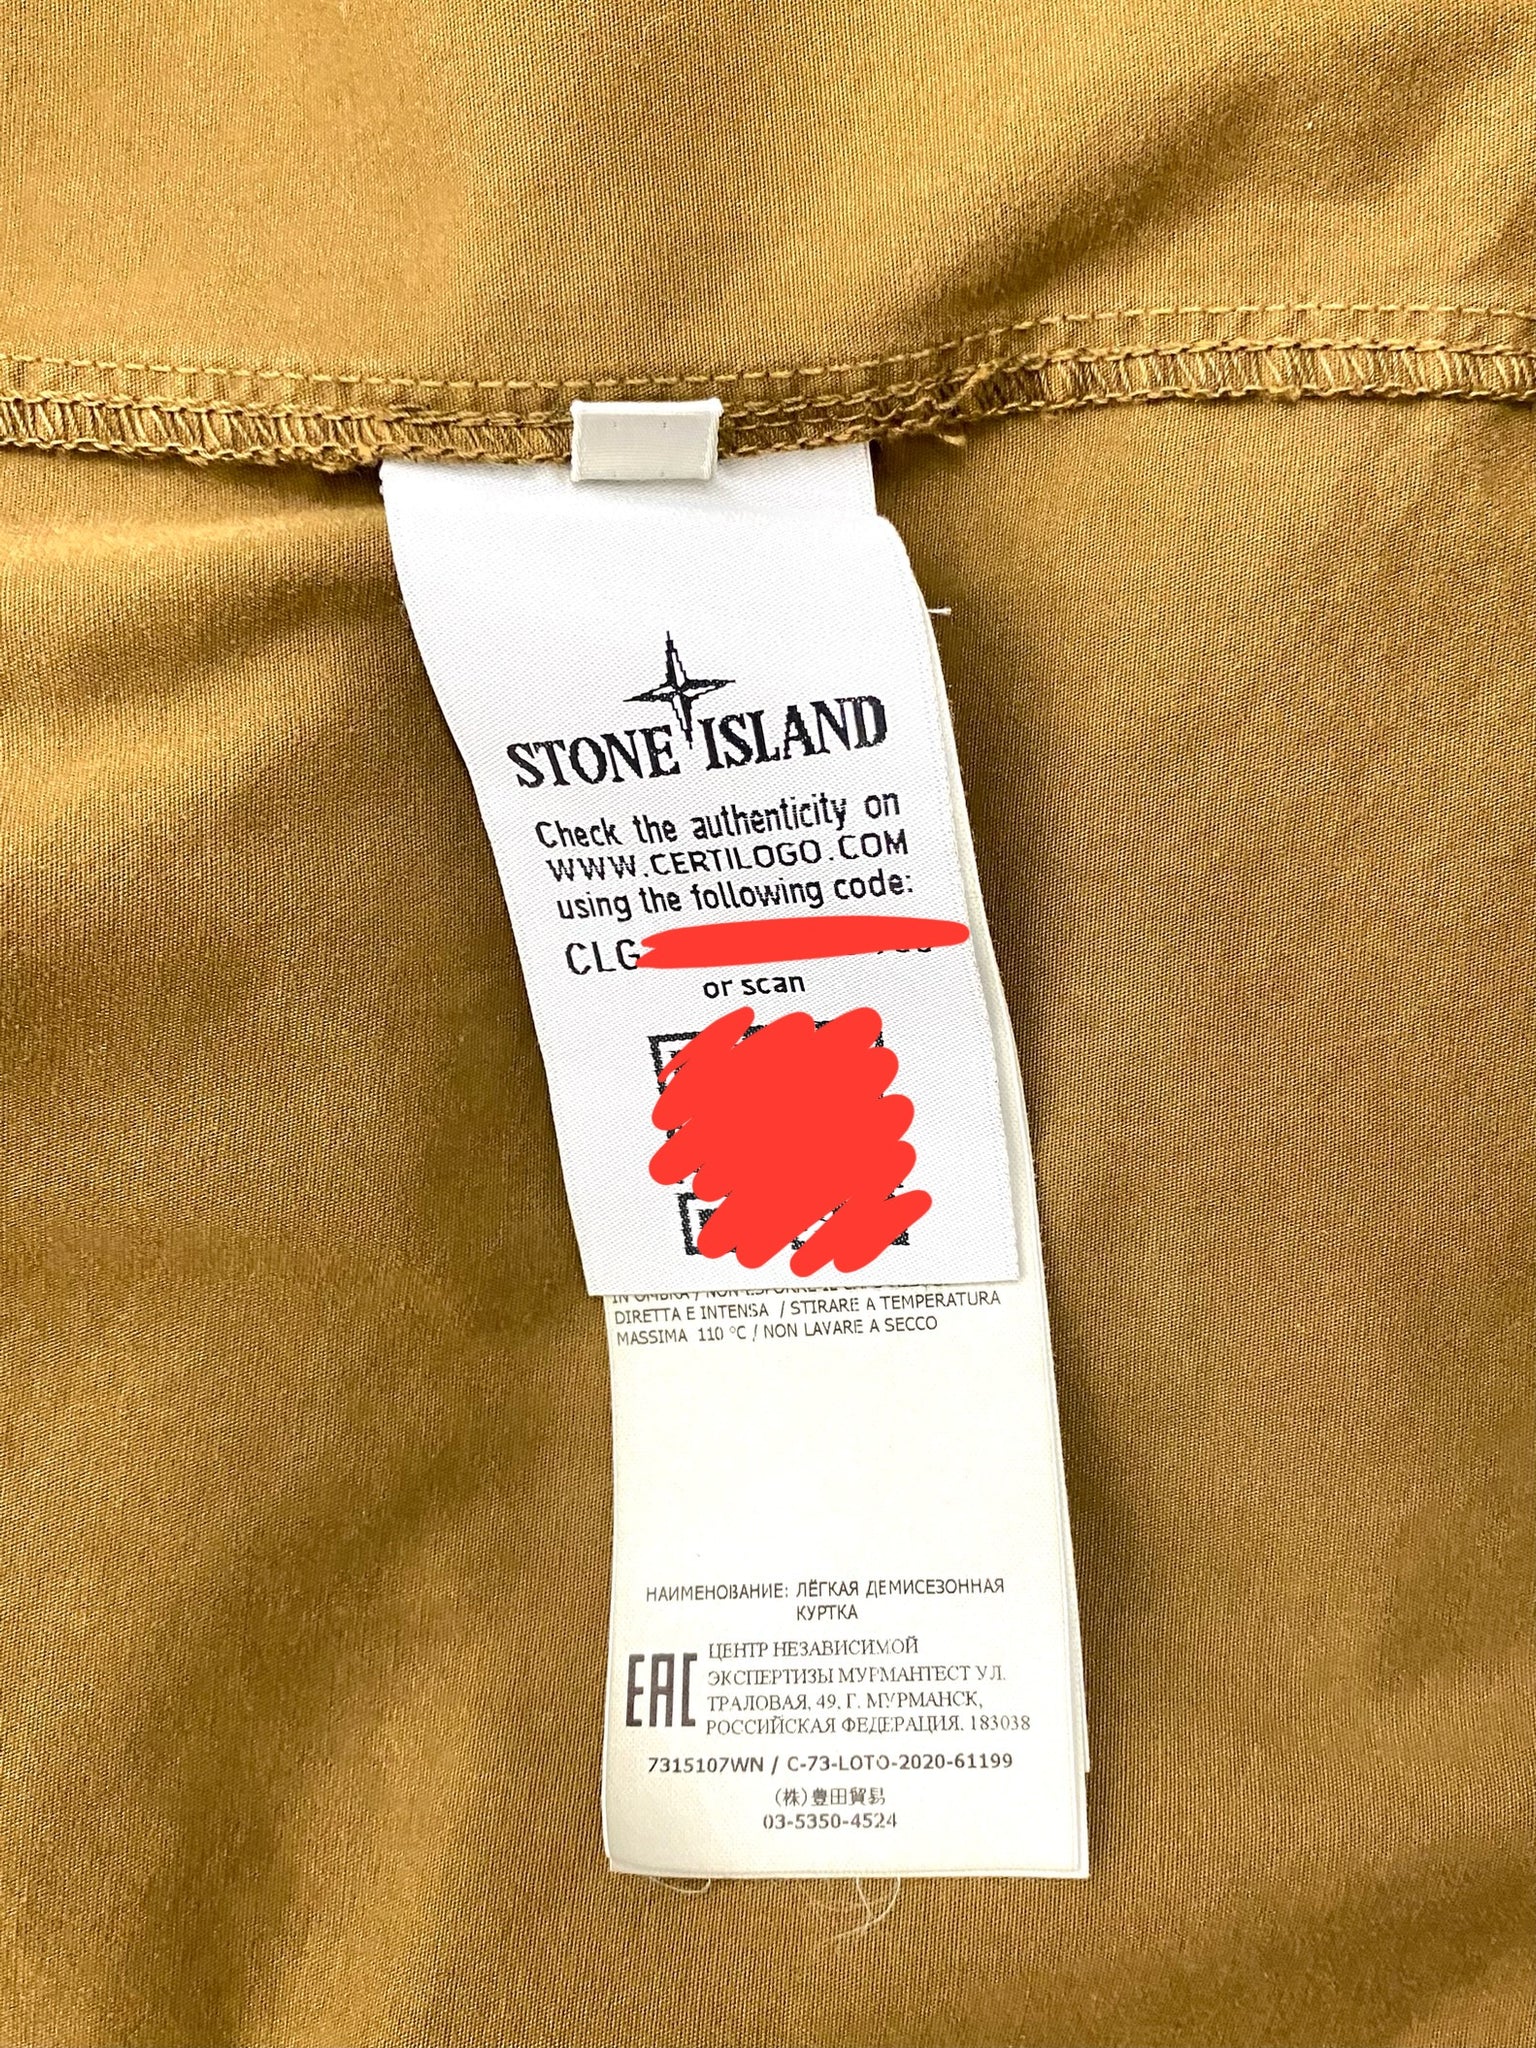 STONE ISLAND
Check the authenticity on
WWW.CERTILOGO.COM
using the following code:
CLG
or scan
DIRETTA E INTENSA / STIRARE A TEMPERATURA
MASSIMA 110 °C / NON LAVARE A SECCO
НАИМЕНОВАНИЕ: ЛЁГКАЯ ДЕМИСЕЗОННАЯ
КУРТКА
EAC
ЦЕНТР НЕЗАВИСИМОЙ
ЭКСПЕРТИЗЫ МУРМАНТЕСТ УЛ.
ТРАЛОВАЯ, 49, Г. МУРМАНСК,
РОССИЙСКАЯ ФЕДЕРАЦИЯ, 183038
7315107WN / C-73-LOTO-2020-61199
(株)豊田貿易
03-5350-4524